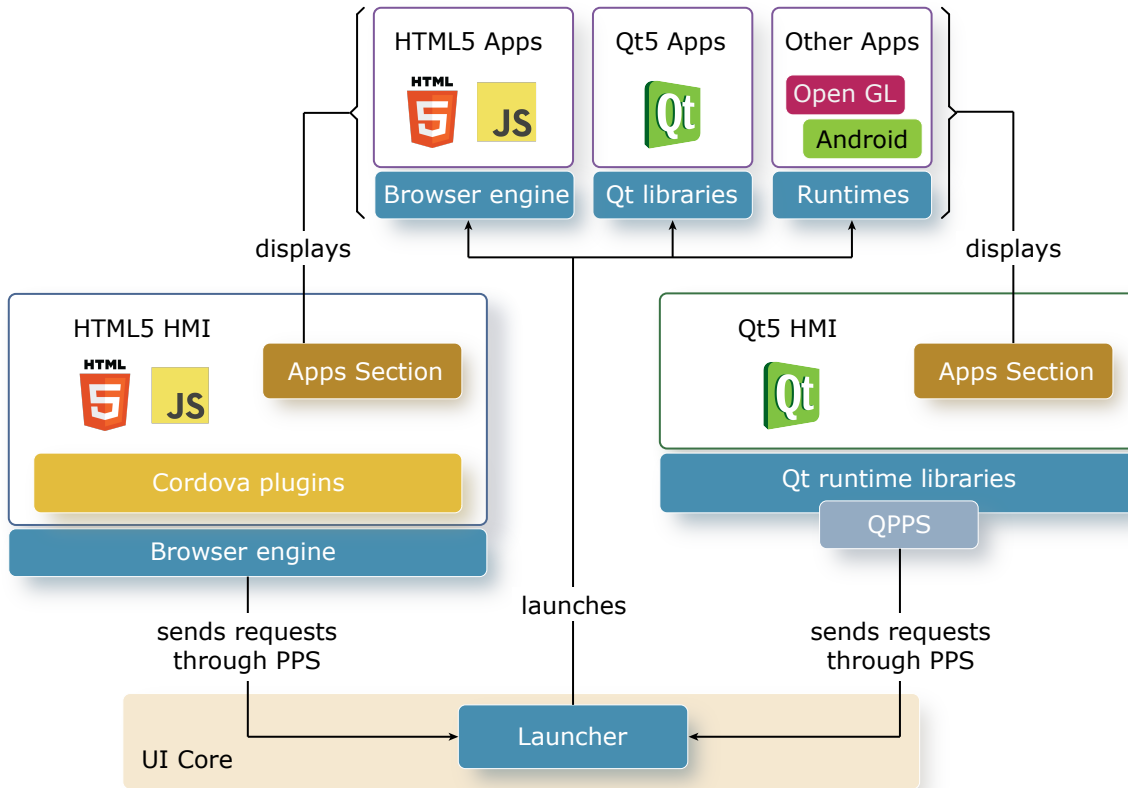 HTML5 Apps
HTML
5
JS
Browser engine
Qt5 Apps
Qt
Qt libraries
Other Apps
Open GL
Android
Runtimes
displays
displays
HTML5 HMI
HTML
5
JS
Apps Section
Cordova plugins
Browser engine
Qt5 HMI
Qt
Apps Section
Qt runtime libraries
QPPS
launches
sends requests
through PPS
sends requests
through PPS
Launcher
UI Core